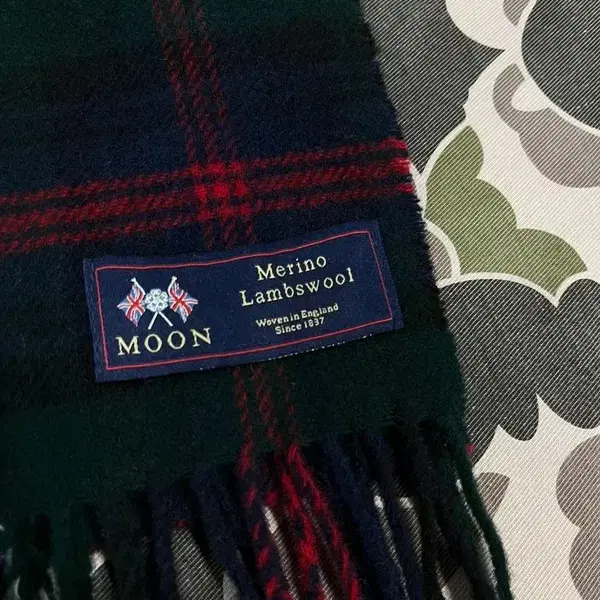 Merino
Lambswool
Woven in England
Since 1837
MOON